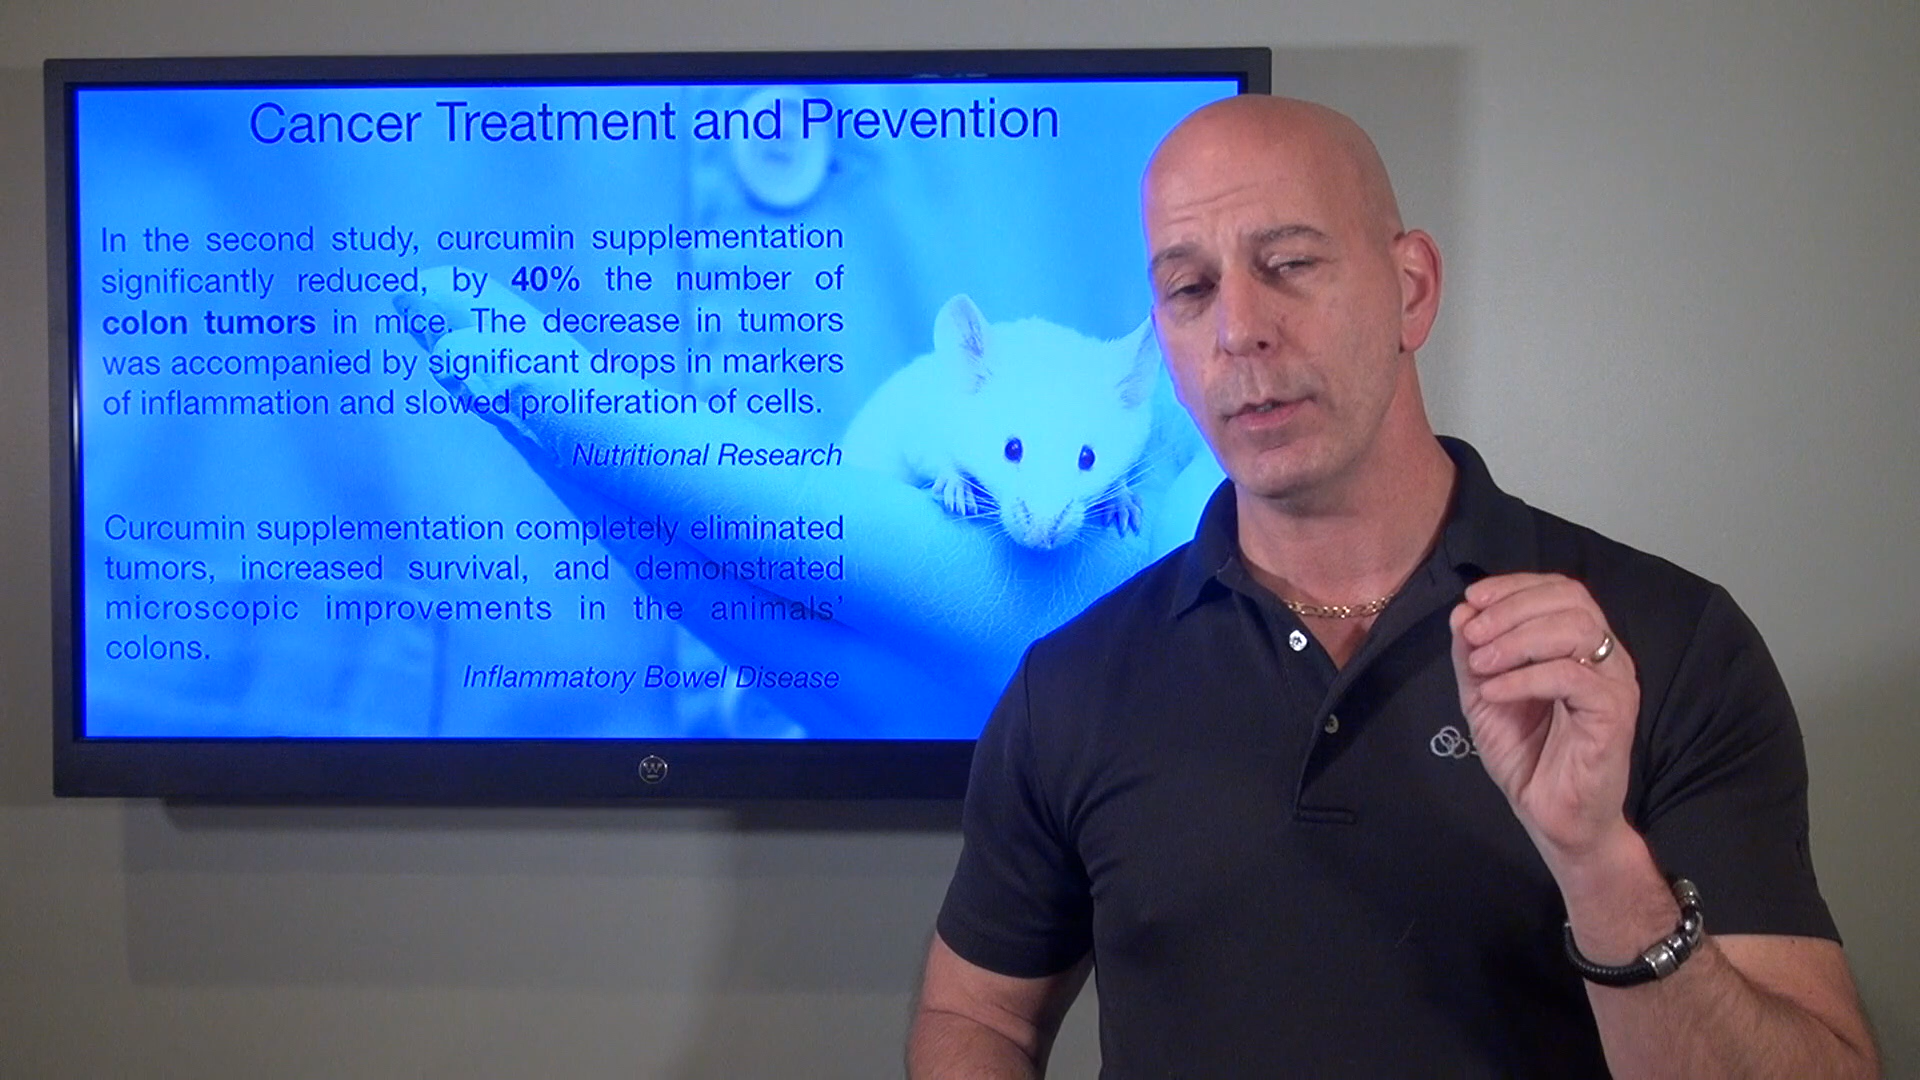 Cancer Treatment and Prevention
In the second study, curcumin supplementation
significantly reduced, by 40% the number of
colon tumors in mice. The decrease in tumors
was accompanied by significant drops in markers
of inflammation and slowed proliferation of cells.
Nutritional Research
Curcumin supplementation completely eliminated
tumors, increased survival, and demonstrated
microscopic improvements in the animals’
colons.
Inflammatory Bowel Disease
W